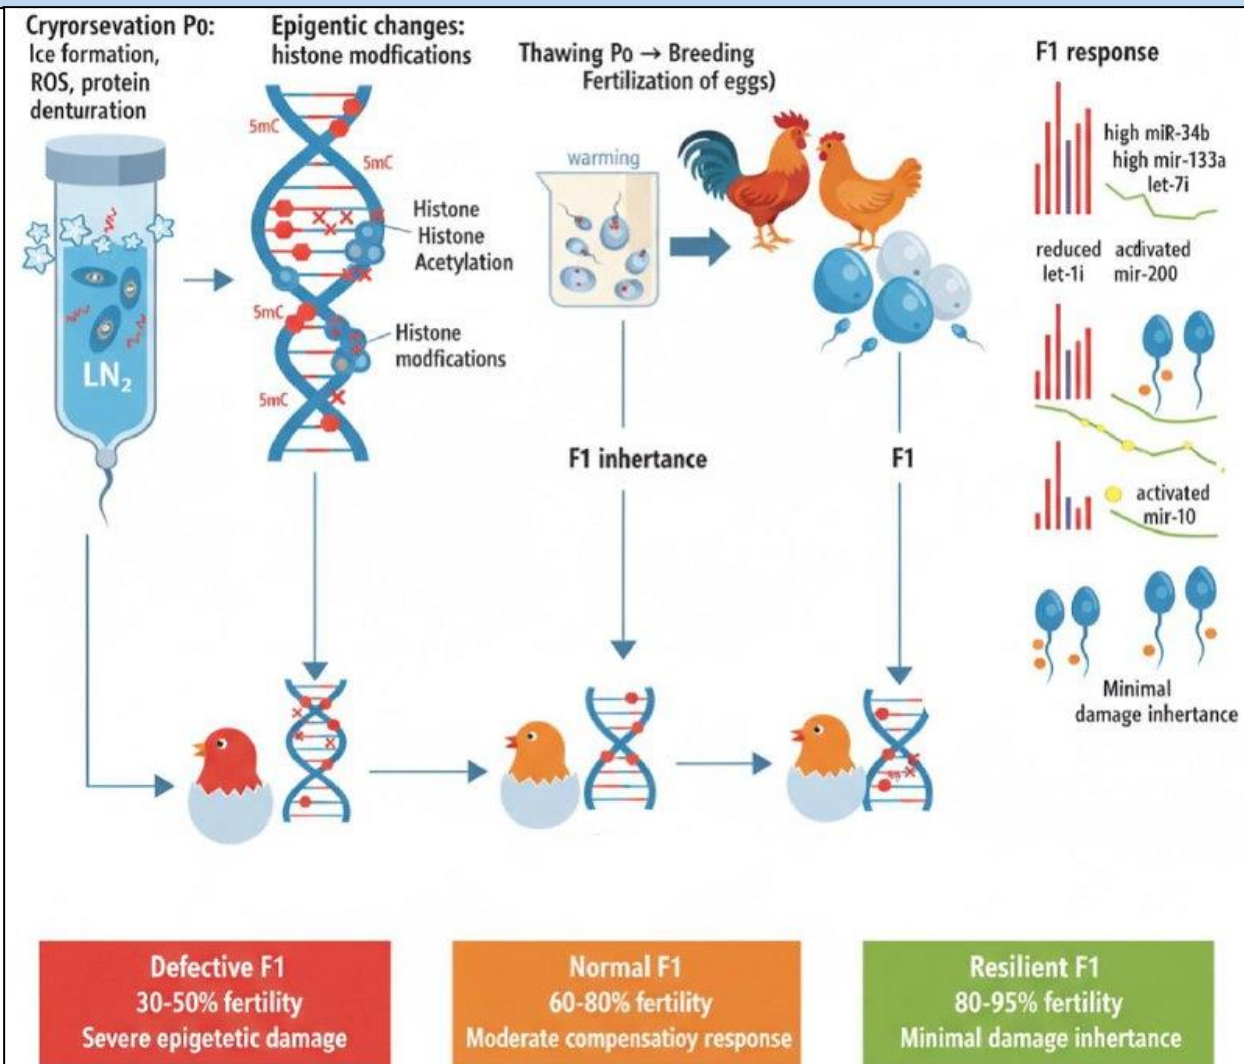 Cryrorsevation Po:
Ice formation,
ROS, protein
denturration
LN₂
Epigentic changes:
histone modfications
5mC
5mC
Histone
Histone
Acetylation
5mC
Histone
modfications
5mC
Thawing Po → Breeding
Fertilization of eggs)
warming
F1 inhertance
F1
F1 response
high miR-34b
high mir-133a
let-7i
reduced acdivated
let-1i mir-200
activated
mir-10
Minimal
damage inhertance
Defective F1
30-50% fertility
Severe epigetetic damage
Normal F1
60-80% fertility
Moderate compensatioy response
Resilient F1
80-95% fertility
Minimal damage inhertance